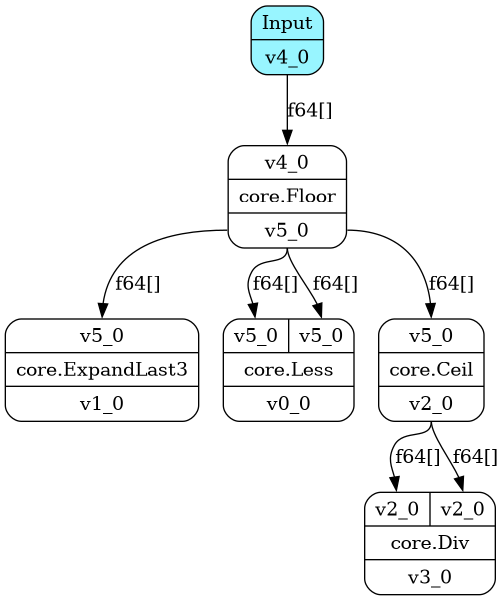 Input
v4_0
f64[]
v4_0
core.Floor
v5_0
f64[]
f64[] f64[]
f64[]
v5_0
core.ExpandLast3
v1_0
v5_0 v5_0
core.Less
v0_0
v5_0
core.Ceil
v2_0
f64[] f64[]
v2_0 v2_0
core.Div
v3_0